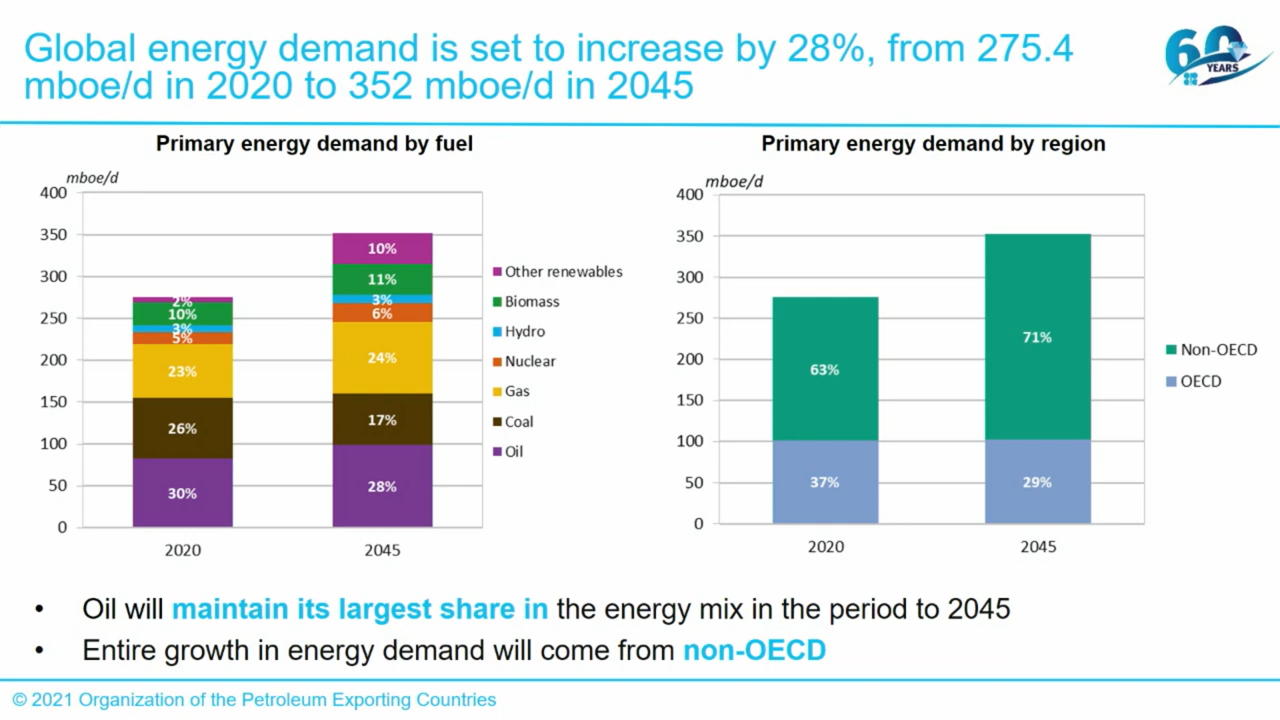 Global energy demand is set to increase by 28%, from 275.4
mboe/d in 2020 to 352 mboe/d in 2045
60
YEARS
Primary energy demand by fuel
mboe/d
400
350
300
250
200
150
100
50
0
2%
10%
3%
5%
23%
26%
30%
10%
11%
3%
6%
24%
17%
28%
2020
2045
Other renewables
Biomass
Hydro
Nuclear
Gas
Coal
Oil
Primary energy demand by region
mboe/d
400
350
300
250
200
150
100
50
0
63%
37%
71%
29%
2020
2045
Non-OECD
OECD
• Oil will maintain its largest share in the energy mix in the period to 2045
• Entire growth in energy demand will come from non-OECD
© 2021 Organization of the Petroleum Exporting Countries